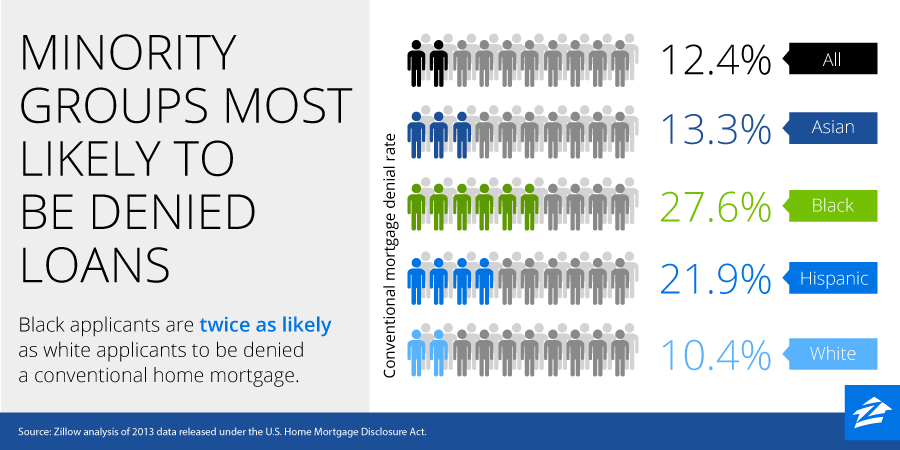 MINORITY
GROUPS MOST
LIKELY TO
BE DENIED
LOANS
Black applicants are twice as likely
as white applicants to be denied
a conventional home mortgage.
Conventional mortgage denial rate
12.4% All
13.3% Asian
27.6% Black
21.9% Hispanic
10.4% White
Source: Zillow analysis of 2013 data released under the U.S. Home Mortgage Disclosure Act.